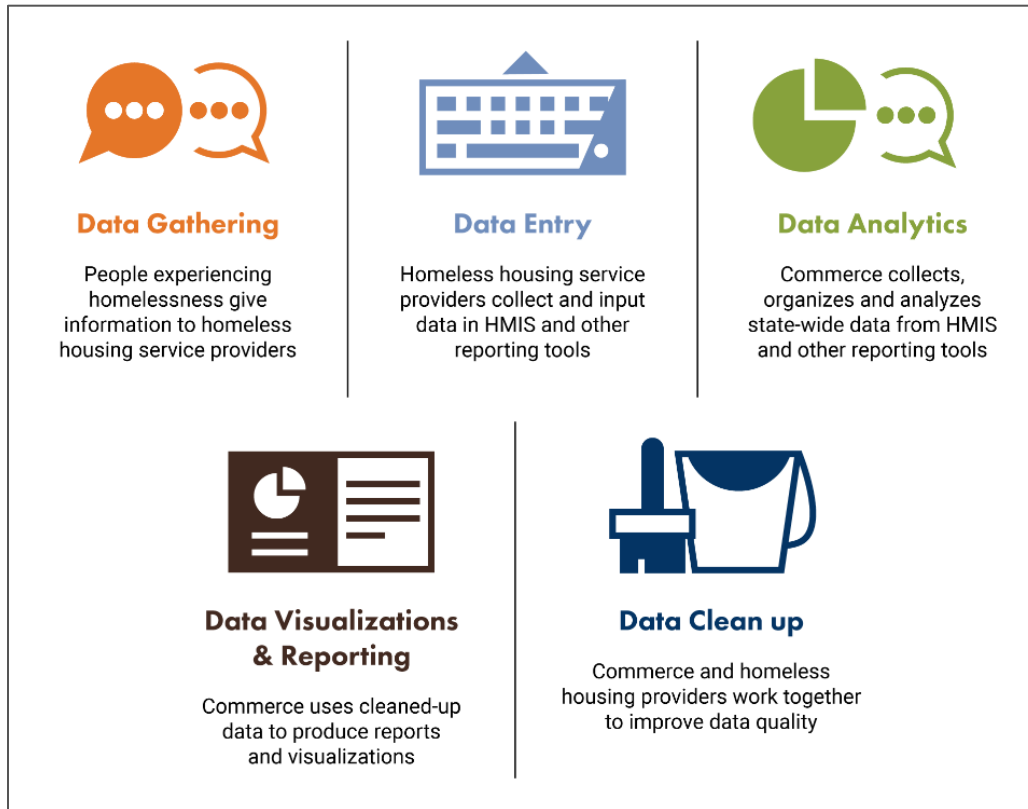 Data Gathering
People experiencing
homelessness give
information to homeless
housing service providers
Data Entry
Homeless housing service
providers collect and input
data in HMIS and other
reporting tools
Data Analytics
Commerce collects,
organizes and analyzes
state-wide data from HMIS
and other reporting tools
Data Visualizations
& Reporting
Commerce uses cleaned-up
data to produce reports
and visualizations
Data Clean up
Commerce and homeless
housing providers work together
to improve data quality